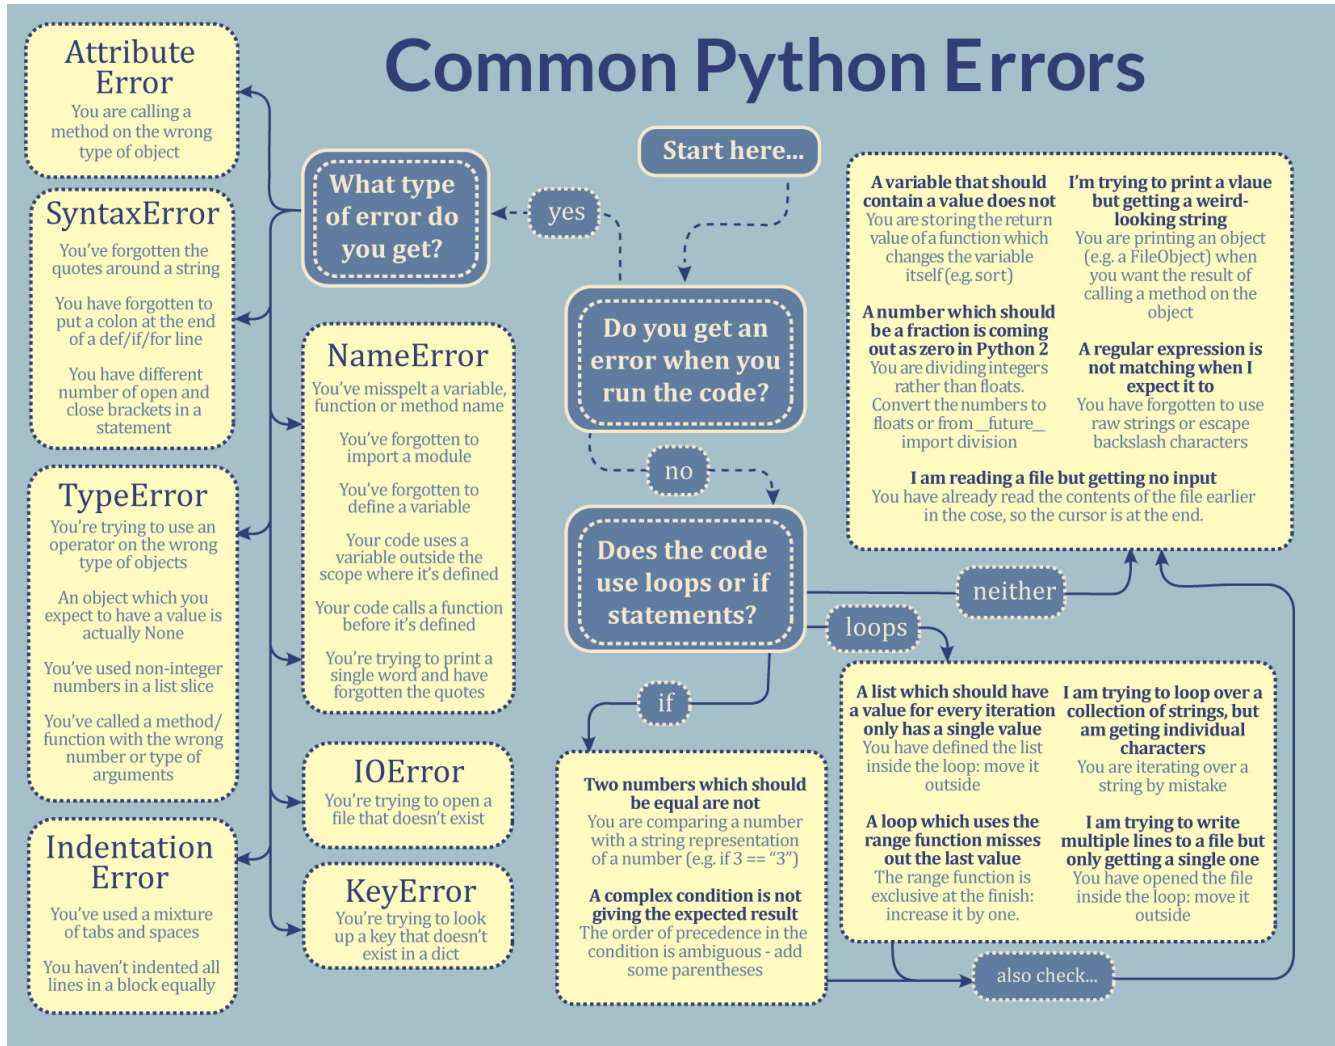 Common Python Errors
Attribute
Error
You are calling a
method on the wrong
type of object
SyntaxError
You've forgotten the
quotes around a string
You have forgotten to
put a colon at the end
of a def/if/for line
You have different
number of open and
close brackets in a
statement
TypeError
You're trying to use an
operator on the wrong
type of objects
An object which you
expect to have a value is
actually None
You've used non-integer
numbers in a list slice
You've called a method/
function with the wrong
number or type of
arguments
Indentation
Error
You've used a mixture
of tabs and spaces
You haven't indented all
lines in a block equally
What type
of error do
you get?
yes
Start here...
NameError
You've misspelt a variable,
function or method name
You've forgotten to
import a module
You've forgotten to
define a variable
Your code uses a
variable outside the
scope where it's defined
Your code calls a function
before it's defined
You're trying to print a
single word and have
forgotten the quotes
IOError
You're trying to open a
file that doesn't exist
KeyError
You're trying to look
up a key that doesn't
exist in a dict
Do you get an
error when you
run the code?
no
Does the code
use loops or if
statements?
neither
loops
if
A variable that should
contain a value does not
You are storing the return
value of a function which
changes the variable
itself (e.g. sort)
A number which should
be a fraction is coming
out as zero in Python 2
You are dividing integers
rather than floats.
Convert the numbers to
floats or from __future__
import division
I'm trying to print a vlaue
but getting a weird-
looking string
You are printing an object
(e.g. a FileObject) when
you want the result of
calling a method on the
object
A regular expression is
not matching when I
expect it to
You have forgotten to use
raw strings or escape
backslash characters
I am reading a file but getting no input
You have already read the contents of the file earlier
in the cose, so the cursor is at the end.
Two numbers which should
be equal are not
You are comparing a number
with a string representation
of a number (e.g. if 3 == "3")
A complex condition is not
giving the expected result
The order of precedence in the
condition is ambiguous - add
some parentheses
A list which should have
a value for every iteration
only has a single value
You have defined the list
inside the loop: move it
outside
A loop which uses the
range function misses
out the last value
The range function is
exclusive at the finish:
increase it by one.
I am trying to loop over a
collection of strings, but
am geting individual
characters
You are iterating over a
string by mistake
I am trying to write
multiple lines to a file but
only getting a single one
You have opened the file
inside the loop: move it
outside
also check...